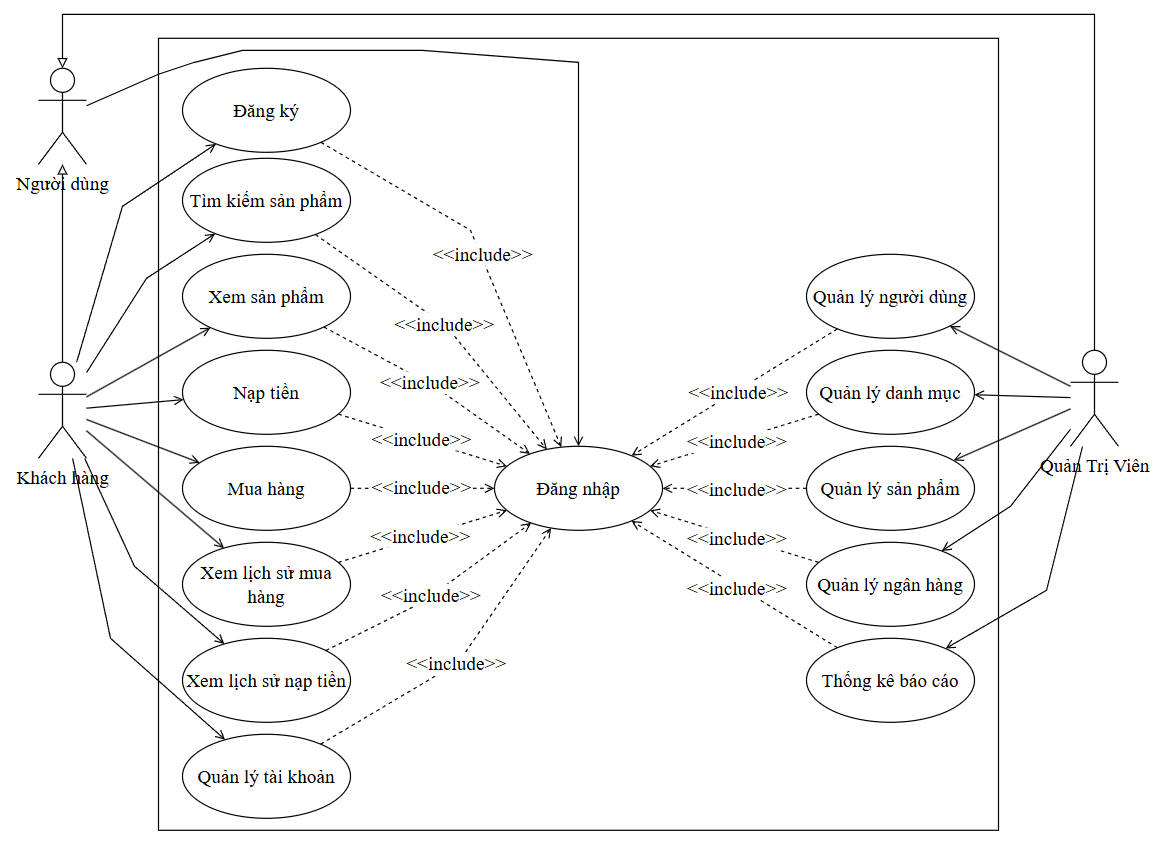 Đăng ký
Người dùng
Tìm kiếm sản phẩm
<<include>>
Xem sản phẩm
Quản lý người dùng
<<include>>
<<include>>
Nạp tiền
<<include>>
Quản lý danh mục
<<include>>
<<include>>
Khách hàng
Quản Trị Viên
Mua hàng
<<include>>
Đăng nhập
<<include>>
Quản lý sản phẩm
<<include>>
<<include>>
Xem lịch sử mua
hàng
Quản lý ngân hàng
<<include>>
<<include>>
<<include>>
Xem lịch sử nạp tiền
Thống kê báo cáo
Quản lý tài khoản